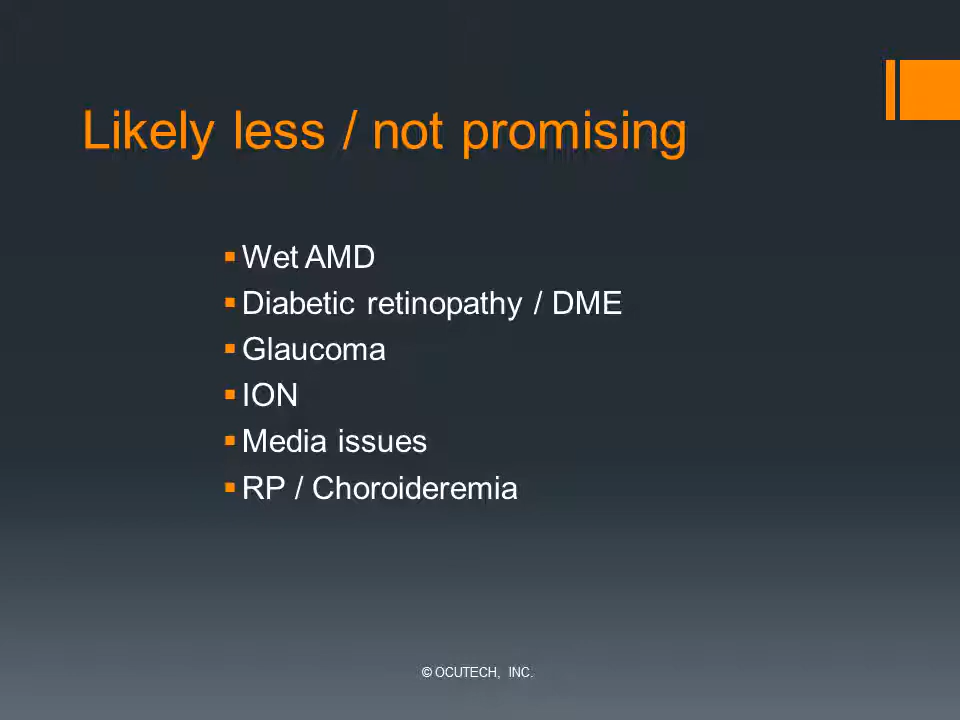 Likely less / not promising
Wet AMD
Diabetic retinopathy / DME
Glaucoma
ION
Media issues
RP / Choroideremia
© OCUTECH, INC.